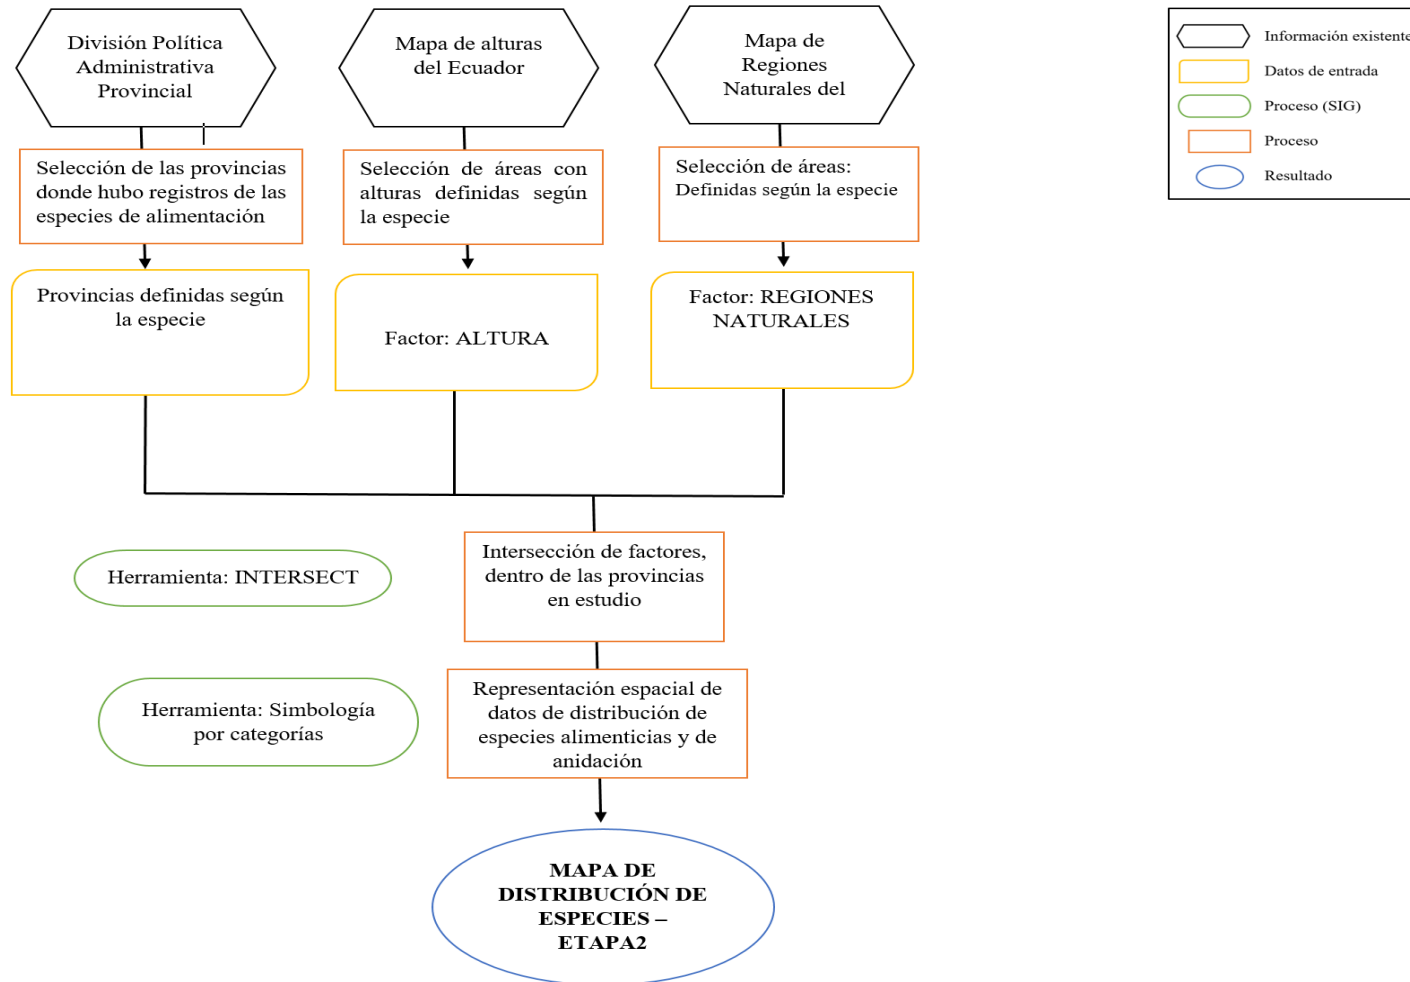 División Política
Administrativa
Provincial
Mapa de alturas
del Ecuador
Mapa de
Regiones
Naturales del
Información existente
Datos de entrada
Proceso (SIG)
Proceso
Resultado
Selección de las provincias
donde hubo registros de las
especies de alimentación
Selección de áreas con
alturas definidas según
la especie
Selección de áreas:
Definidas según la especie
Provincias definidas según
la especie
Factor: ALTURA
Factor: REGIONES
NATURALES
Herramienta: INTERSECT
Intersección de factores,
dentro de las provincias
en estudio
Herramienta: Simbología
por categorías
Representación espacial de
datos de distribución de
especies alimenticias y de
anidación
MAPA DE
DISTRIBUCIÓN DE
ESPECIES –
ETAPA2